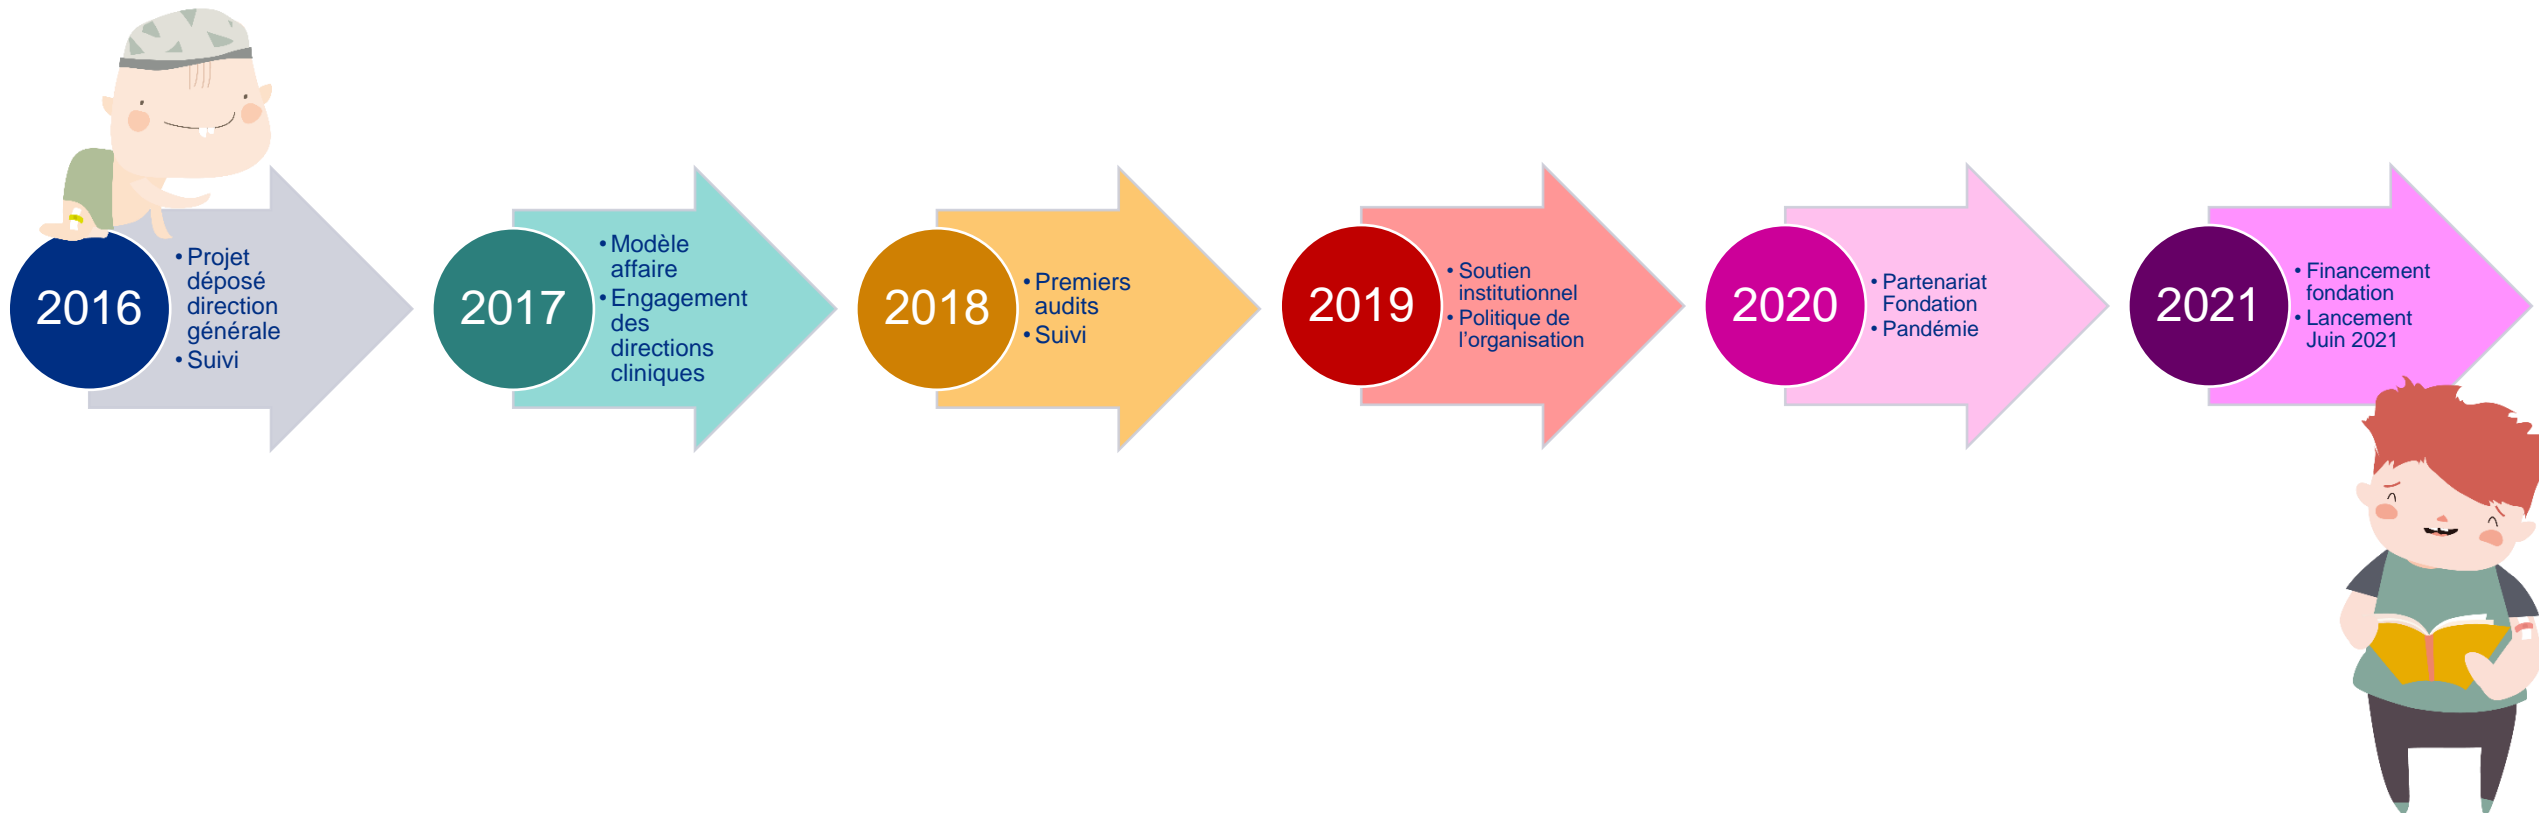 2016
• Projet
déposé
direction
générale
• Suivi
2017
• Modèle
affaire
• Engagement
des
directions
cliniques
2018
• Premiers
audits
• Suivi
2019
• Soutien
institutionnel
• Politique de
l’organisation
2020
• Partenariat
Fondation
• Pandémie
2021
• Financement
fondation
• Lancement
Juin 2021